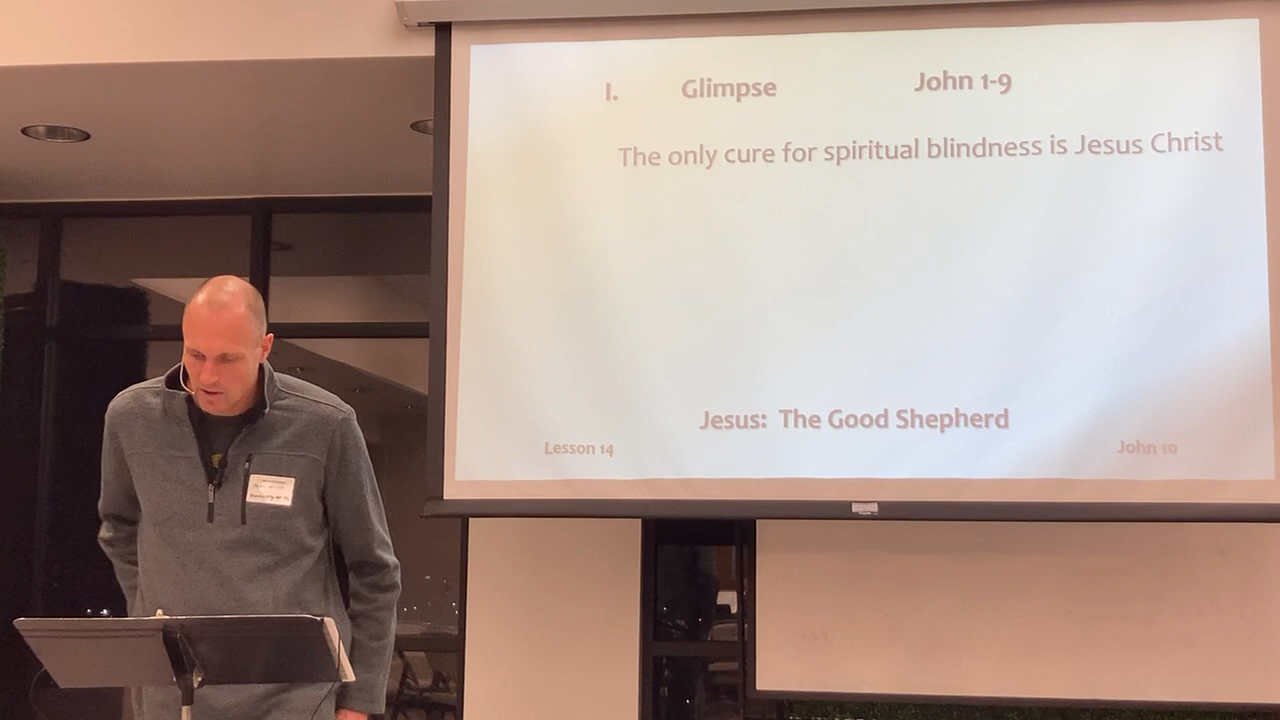 I. Glimpse John 1-9
The only cure for spiritual blindness is Jesus Christ
Jesus: The Good Shepherd
Lesson 14 John 10